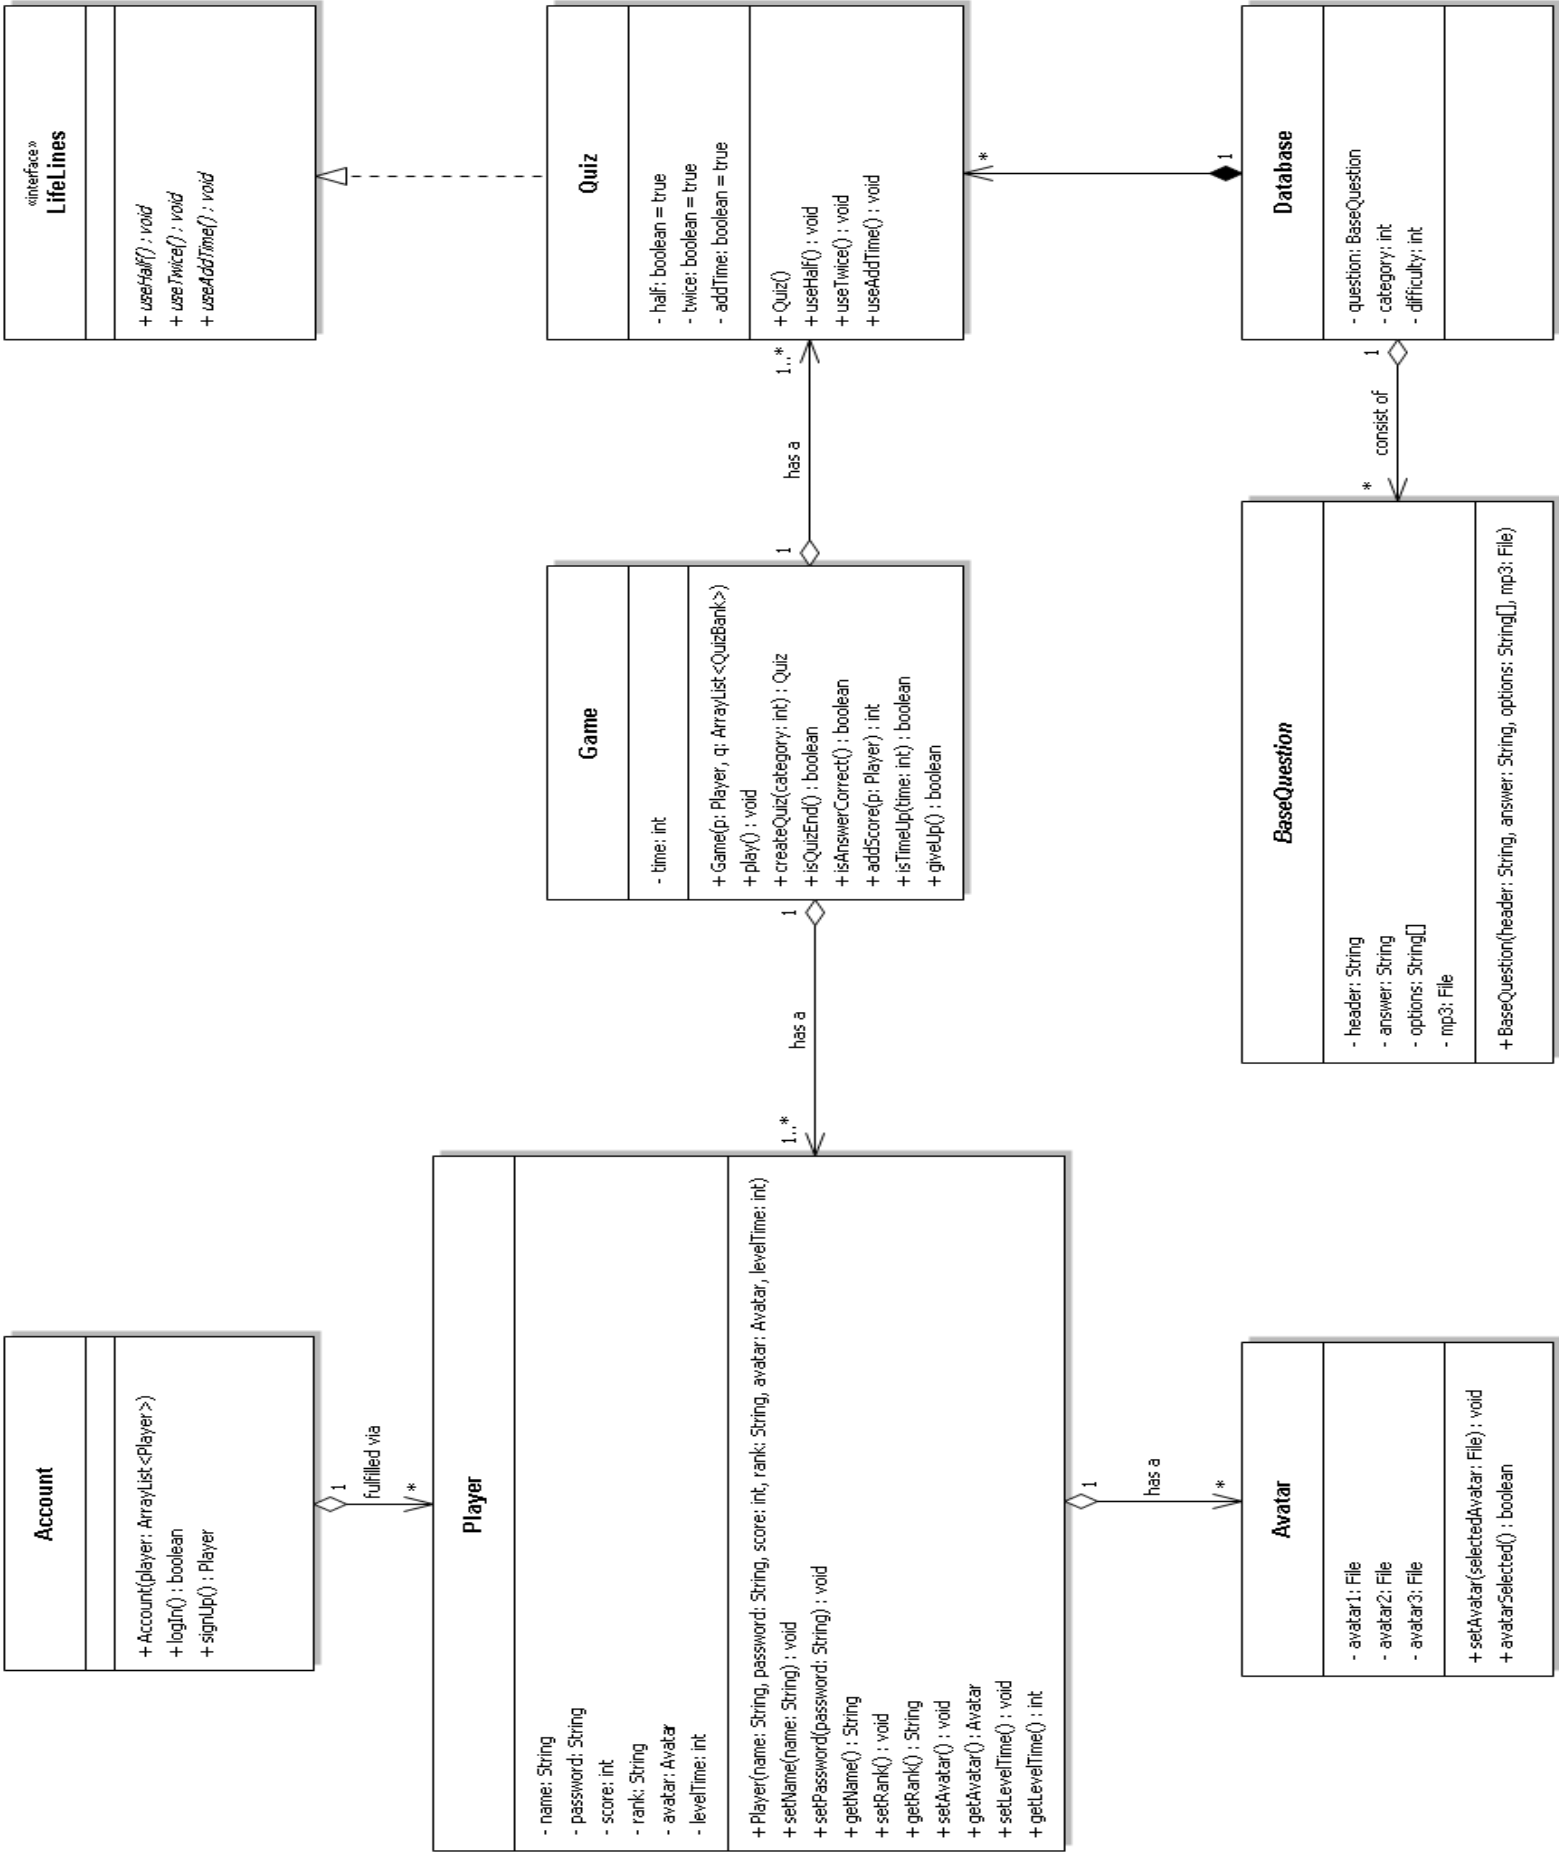 Account
+ Account(player: ArrayList<Player>)
+ logIn() : boolean
+ signUp() : Player
1
fulfilled via
*
Player
- name: String
- password: String
- score: int
- rank: String
- avatar: Avatar
- levelTime: int
+ Player(name: String, password: String, score: int, rank: String, avatar: Avatar, levelTime: int)
+ setName(name: String) : void
+ setPassword(password: String) : void
+ getName() : String
+ setRank() : void
+ getRank() : String
+ setAvatar() : void
+ getAvatar() : Avatar
+ setLevelTime() : void
+ getLevelTime() : int
1
has a
*
Avatar
- avatar1: File
- avatar2: File
- avatar3: File
+ setAvatar(selectedAvatar: File) : void
+ avatarSelected() : boolean
1..*
has a
1
Game
- time: int
+ Game(p: Player, q: ArrayList<QuizBank>)
+ play() : void
+ createQuiz(category: int) : Quiz
+ isQuizEnd() : boolean
+ isAnswerCorrect() : boolean
+ addScore(p: Player) : int
+ isTimeUp(time: int) : boolean
+ giveUp() : boolean
1
has a
1..*
«interface»
LifeLines
+ useHalf() : void
+ useTwice() : void
+ useAddTime() : void
Quiz
- half: boolean = true
- twice: boolean = true
- addTime: boolean = true
+ Quiz()
+ useHalf() : void
+ useTwice() : void
+ useAddTime() : void
*
1
Database
- question: BaseQuestion
- category: int
- difficulty: int
1
consist of
*
BaseQuestion
- header: String
- answer: String
- options: String[]
- mp3: File
+ BaseQuestion(header: String, answer: String, options: String[], mp3: File)